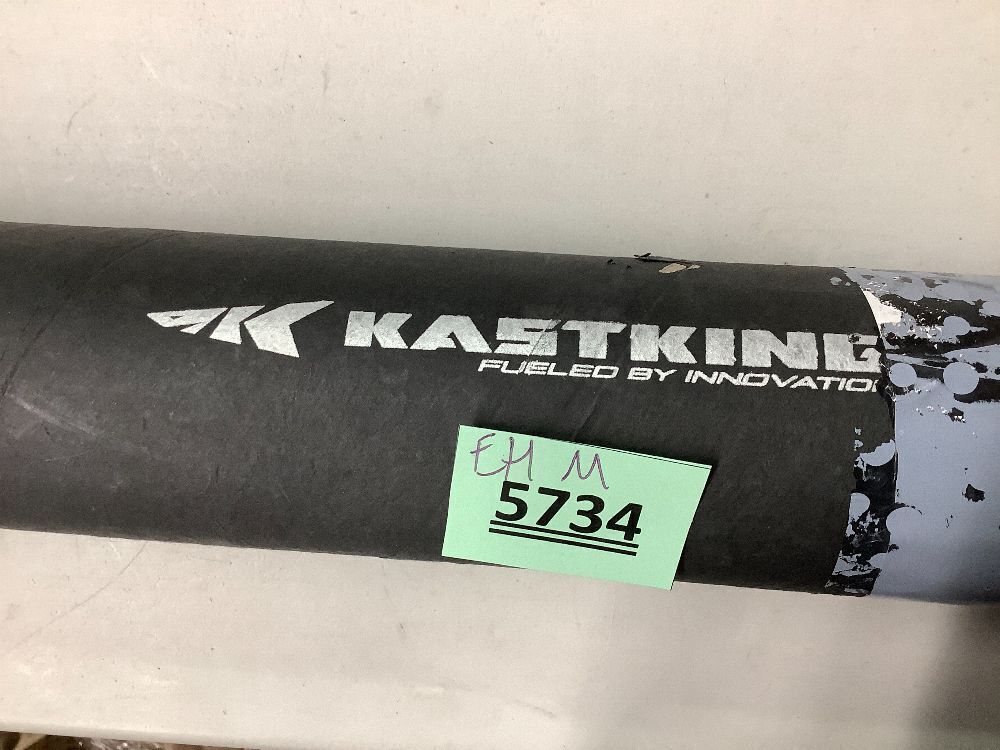 KASTKING
FUELED BY INNOVATIO
EH M
5734